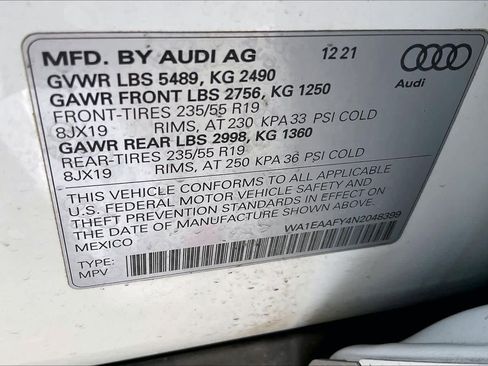 MFD. BY AUDI AG 12 21
GVWR LBS 5489, KG 2490
GAWR FRONT LBS 2756, KG 1250
FRONT-TIRES 235/55 R19
8JX19 RIMS, AT 230 KPA 33 PSI COLD
GAWR REAR LBS 2998, KG 1360
REAR-TIRES 235/55 R19
8JX19 RIMS, AT 250 KPA 36 PSI COLD
Audi
THIS VEHICLE CONFORMS TO ALL APPLICABLE
U.S. FEDERAL MOTOR VEHICLE SAFETY AND
THEFT PREVENTION STANDARDS IN EFFECT ON THE
DATE OF MANUFACTURE SHOWN ABOVE.
MEXICO WA1EAAFY4N2048399
TYPE:
MPV